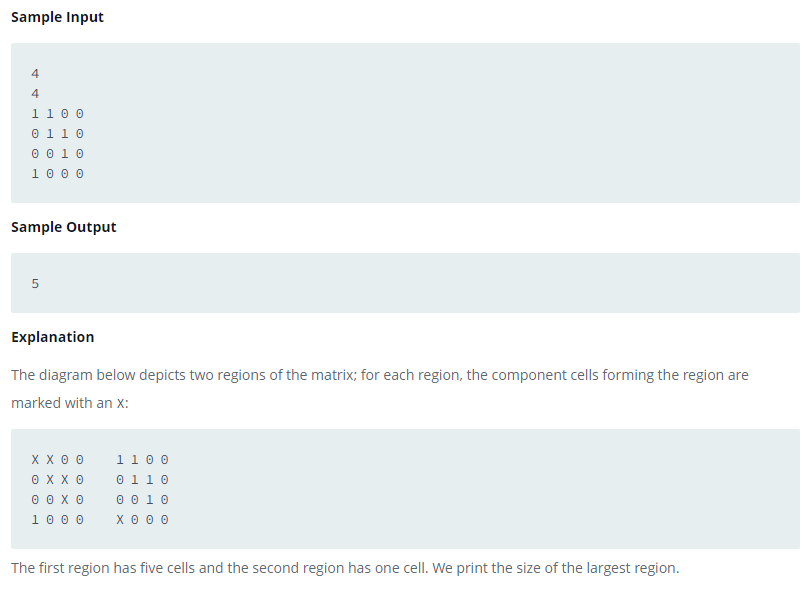 Sample Input
4
4
1 1 0 0
0 1 1 0
0 0 1 0
1 0 0 0
Sample Output
5
Explanation
The diagram below depicts two regions of the matrix; for each region, the component cells forming the region are
marked with an X:
X X 0 0    1 1 0 0
0 X X 0    0 1 1 0
0 0 X 0    0 0 1 0
1 0 0 0    X 0 0 0
The first region has five cells and the second region has one cell. We print the size of the largest region.